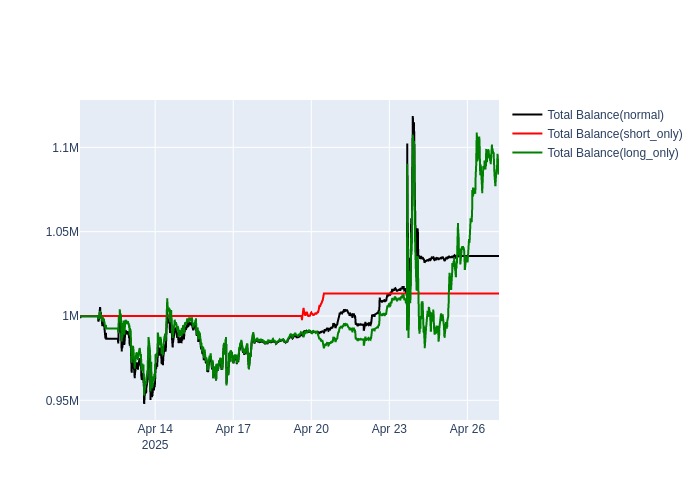 Total Balance(normal)
Total Balance(short_only)
Total Balance(long_only)
1.1M
1.05M
1M
0.95M
Apr 14
2025
Apr 17
Apr 20
Apr 23
Apr 26